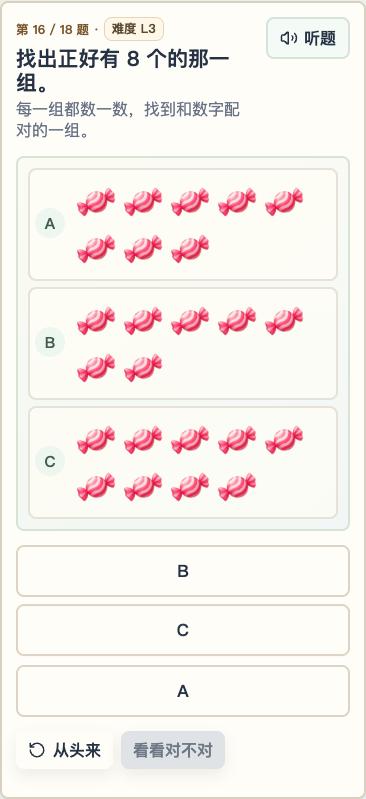 第 16 / 18 题 · 难度 L3
听题
找出正好有 8 个的那一
组。
每一组都数一数，找到和数字配
对的一组。
A
B
C
B
C
A
从头来
看看对不对